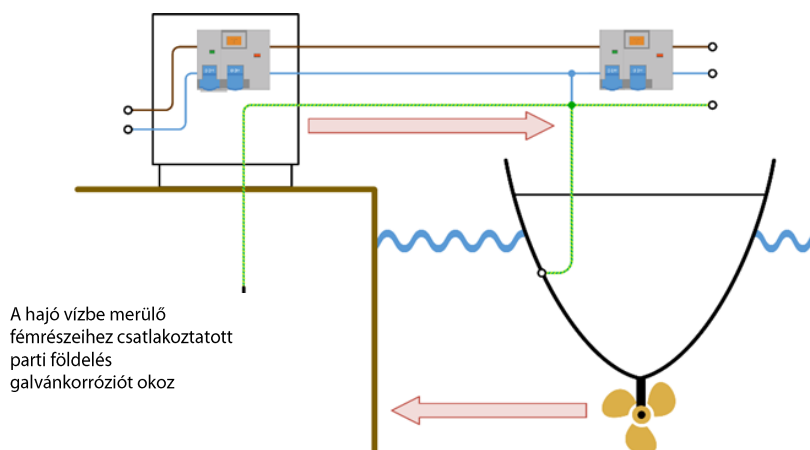 A hajó vízbe merülő
fémrészeihez csatlakoztatott
parti földelés
galvánkorróziót okoz